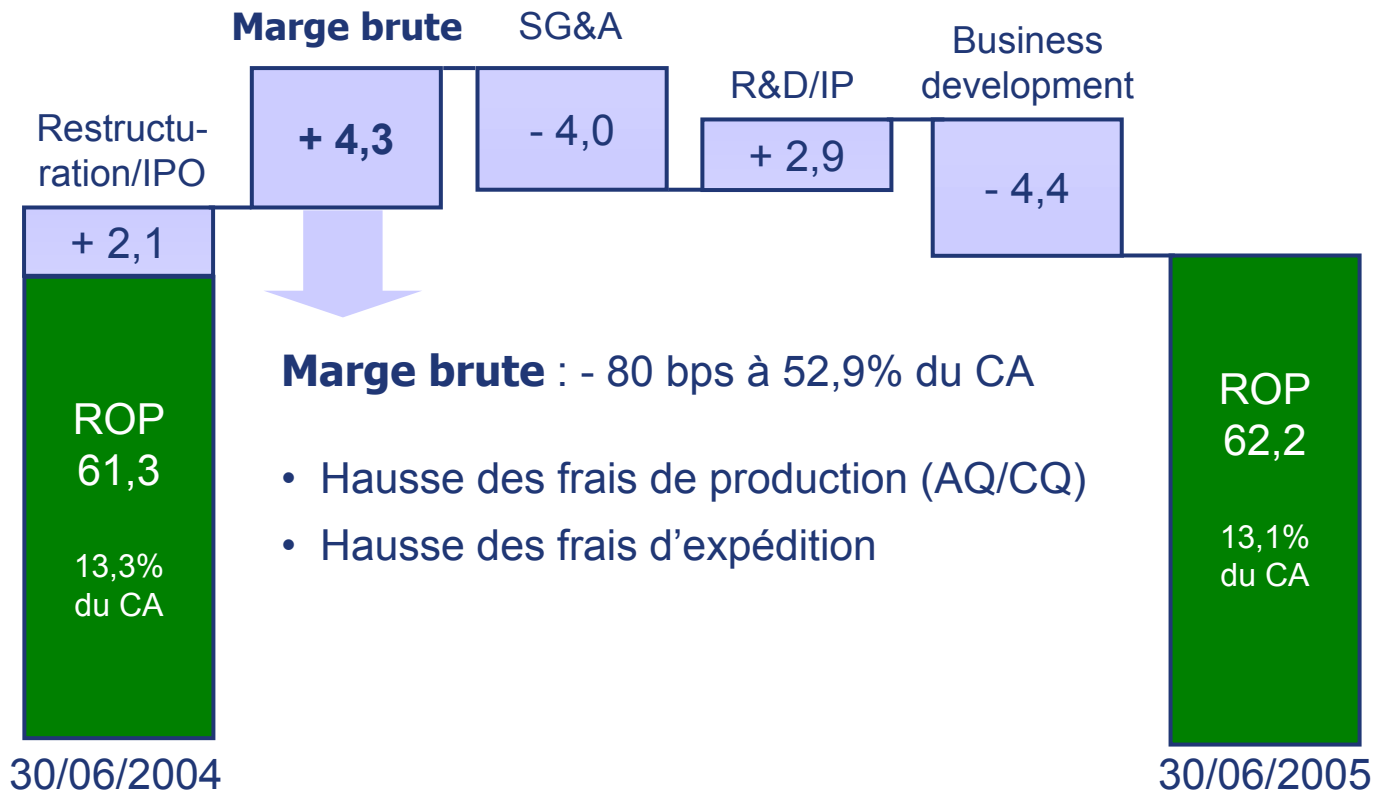 Marge brute
SG&A
Business
development
R&D/IP
Restructu-
ration/IPO
+ 4,3
- 4,0
+ 2,9
- 4,4
+ 2,1
Marge brute : - 80 bps à 52,9% du CA
• Hausse des frais de production (AQ/CQ)
• Hausse des frais d’expédition
ROP
61,3
13,3%
du CA
ROP
62,2
13,1%
du CA
30/06/2004
30/06/2005